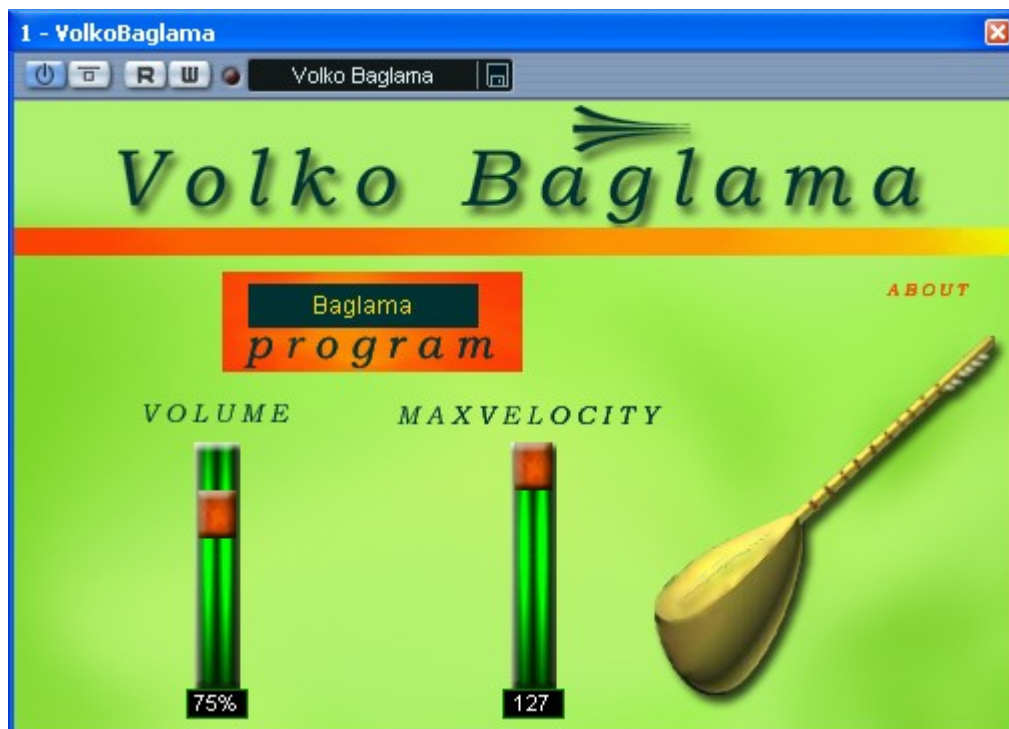 1 - VolkoBaglama
R W Volko Baglama
Volko Baglama
ABOUT
Baglama
program
VOLUME MAXVELOCITY
75% 127